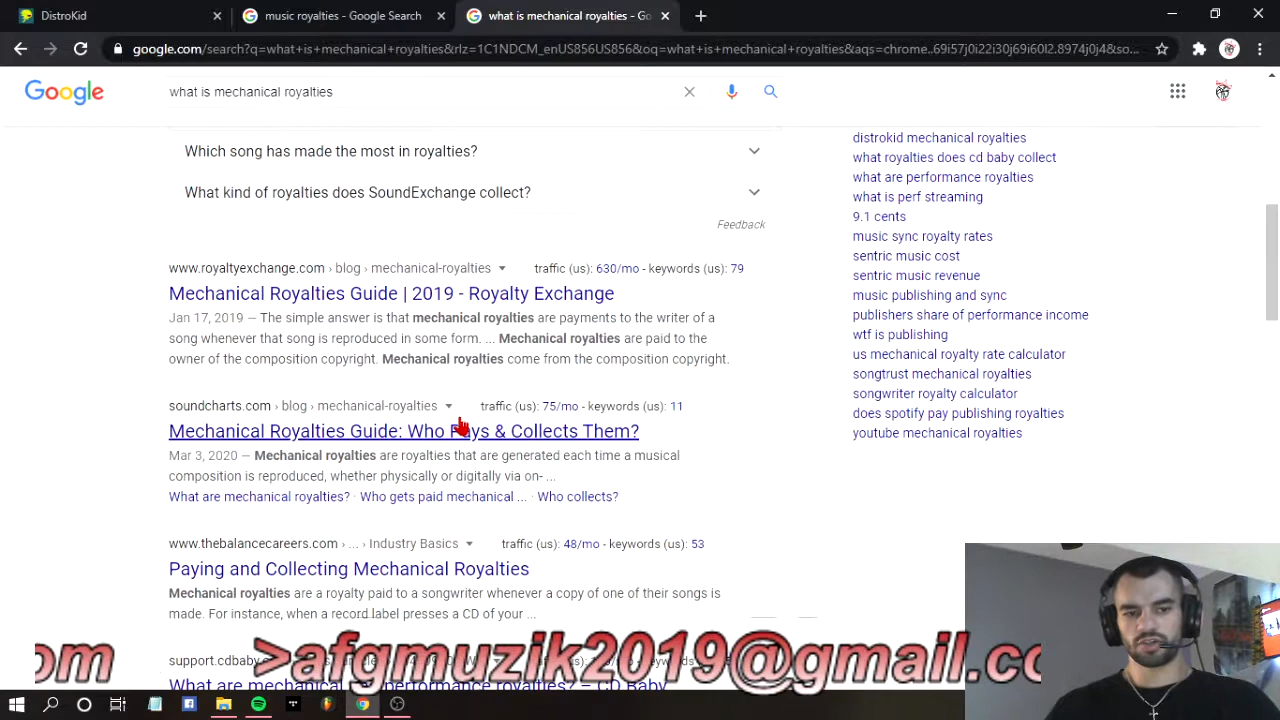 DistroKid
music royalties - Google Search
what is mechanical royalties - Go
google.com/search?q=what+is+mechanical+royalties&rlz=1C1NDCM_enUS856US856&oq=what+is+mechanical+royalties&aqs=chrome..69i57j0i22i30j69i60l2.8974j0j4&so...
Google
what is mechanical royalties
Which song has made the most in royalties?
What kind of royalties does SoundExchange collect?
Feedback
www.royaltyexchange.com › blog › mechanical-royalties traffic (us): 630/mo - keywords (us): 79
Mechanical Royalties Guide | 2019 - Royalty Exchange
Jan 17, 2019 — The simple answer is that mechanical royalties are payments to the writer of a
song whenever that song is reproduced in some form. ... Mechanical royalties are paid to the
owner of the composition copyright. Mechanical royalties come from the composition copyright.
soundcharts.com › blog › mechanical-royalties traffic (us): 75/mo - keywords (us): 11
Mechanical Royalties Guide: Who Pays & Collects Them?
Mar 3, 2020 — Mechanical royalties are royalties that are generated each time a musical
composition is reproduced, whether physically or digitally via on- ...
What are mechanical royalties? · Who gets paid mechanical ... · Who collects?
www.thebalancecareers.com › ... › Industry Basics traffic (us): 48/mo - keywords (us): 53
Paying and Collecting Mechanical Royalties
Mechanical royalties are a royalty paid to a songwriter whenever a copy of one of their songs is
made. For instance, when a record label presses a CD of your ...
support.cdbaby
What are mechanical performance royalties? – CD Baby
distrokid mechanical royalties
what royalties does cd baby collect
what are performance royalties
what is perf streaming
9.1 cents
music sync royalty rates
sentric music cost
sentric music revenue
music publishing and sync
publishers share of performance income
wtf is publishing
us mechanical royalty rate calculator
songtrust mechanical royalties
songwriter royalty calculator
does spotify pay publishing royalties
youtube mechanical royalties
om >afgmuzik2019@gmail.co